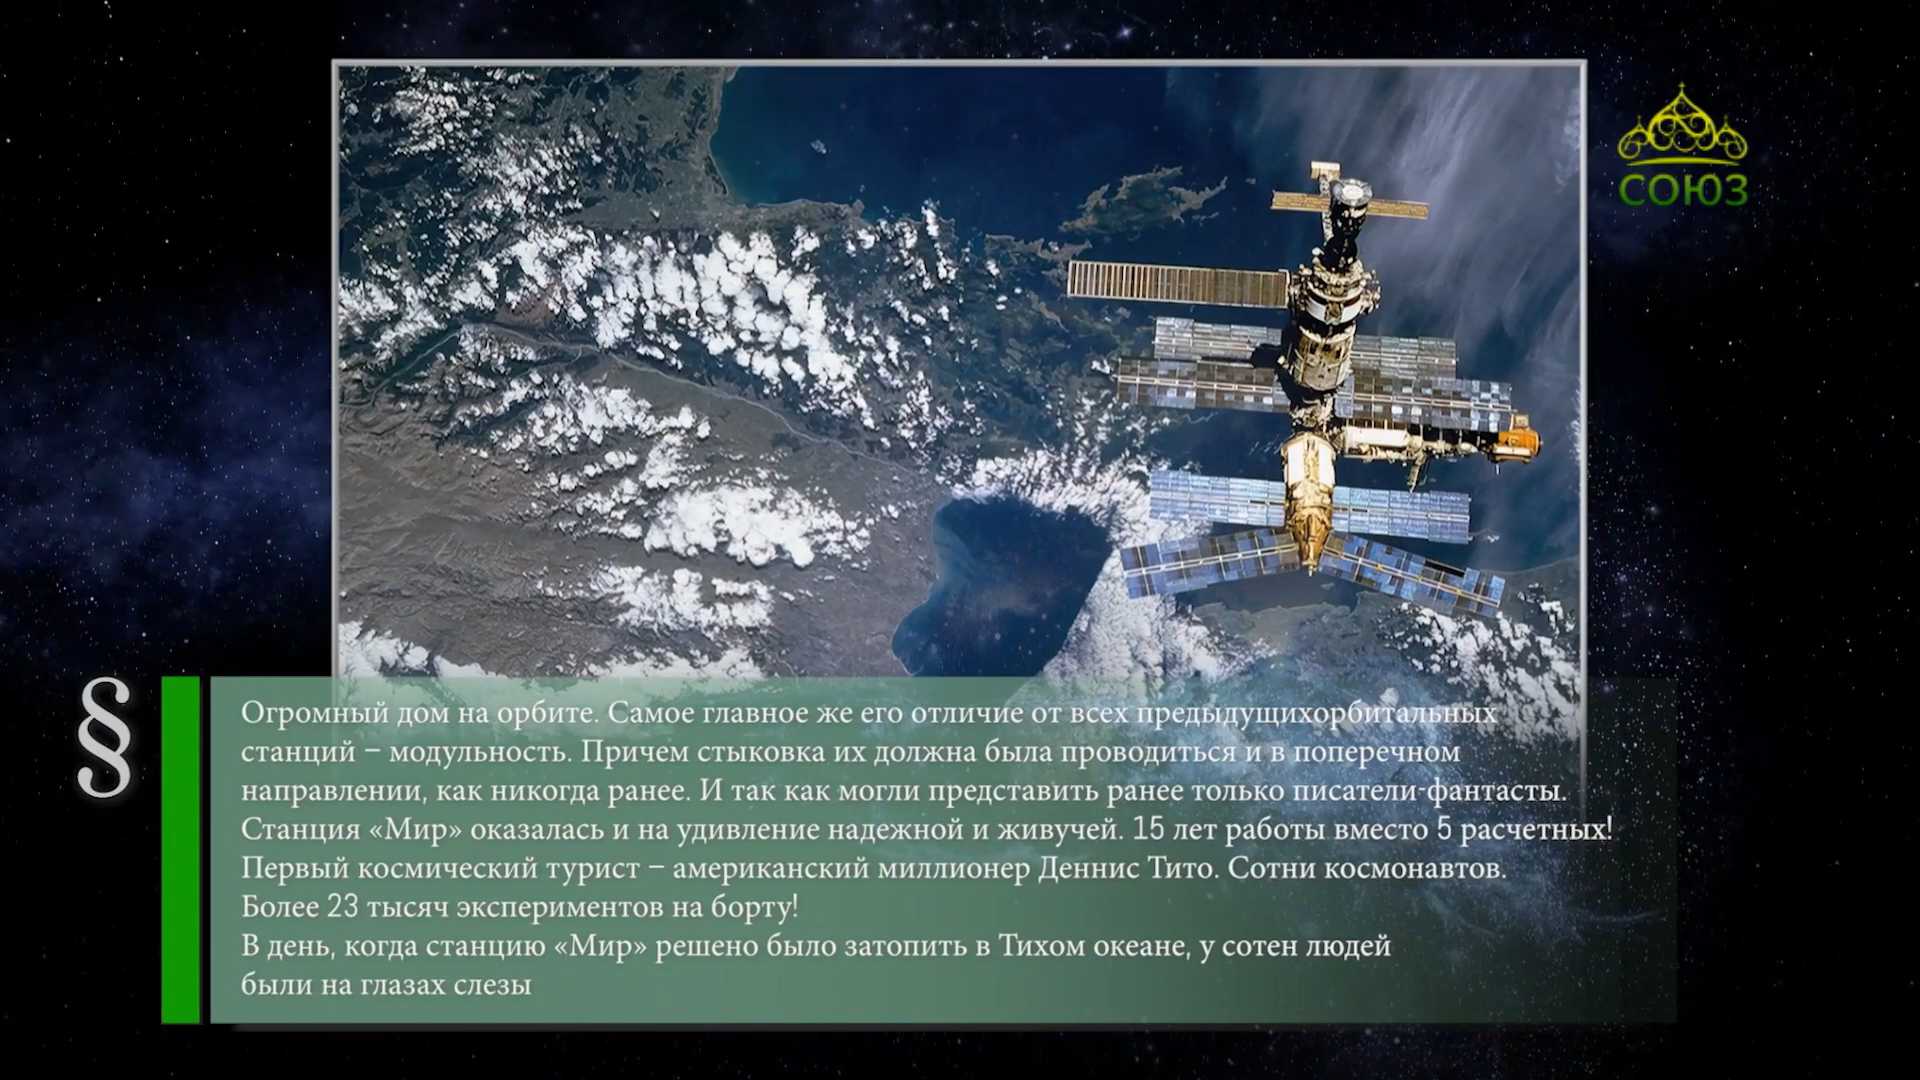 СОЮЗ
§
Огромный дом на орбите. Самое главное же его отличие от всех предыдущихорбитальных
станций – модульность. Причем стыковка их должна была проводиться и в поперечном
направлении, как никогда ранее. И так как могли представить ранее только писатели-фантасты.
Станция «Мир» оказалась и на удивление надежной и живучей. 15 лет работы вместо 5 расчетных!
Первый космический турист – американский миллионер Деннис Тито. Сотни космонавтов.
Более 23 тысяч экспериментов на борту!
В день, когда станцию «Мир» решено было затопить в Тихом океане, у сотен людей
были на глазах слезы